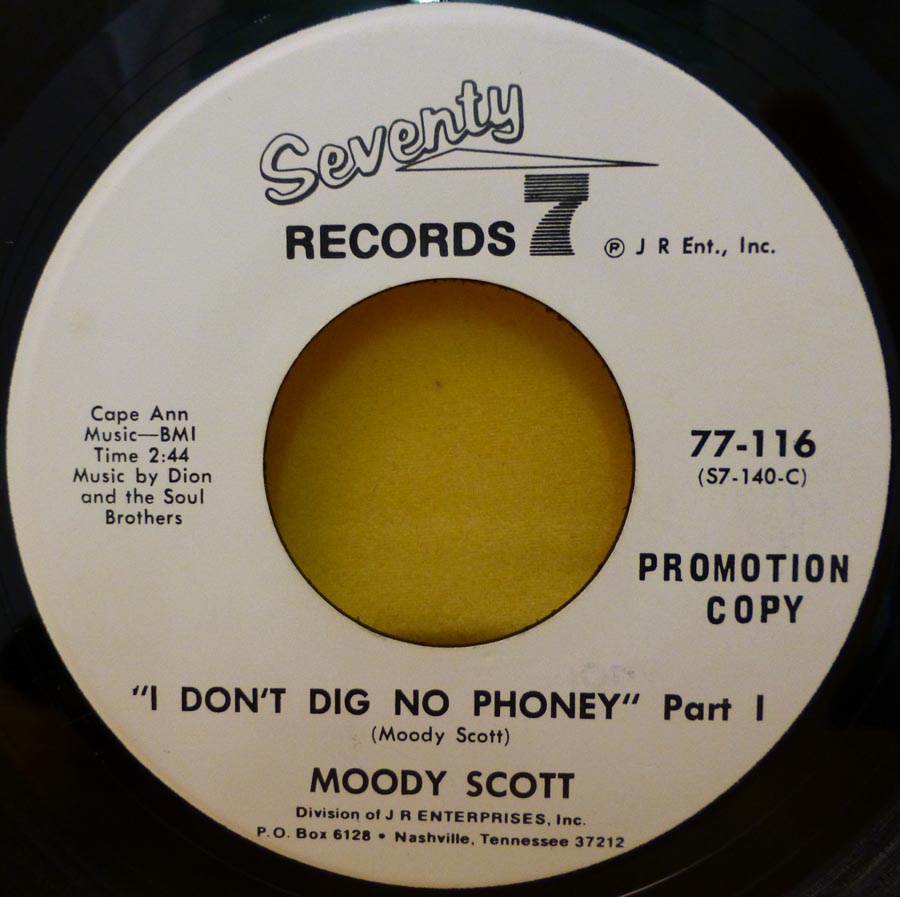 Seventy
RECORDS 7 ℗ J R Ent., Inc.
Cape Ann
Music—BMI
Time 2:44
Music by Dion
and the Soul
Brothers
77-116
(S7-140-C)
PROMOTION
COPY
"I DON'T DIG NO PHONEY" Part I
(Moody Scott)
MOODY SCOTT
Division of J R ENTERPRISES, Inc.
P.O. Box 6128 • Nashville, Tennessee 37212